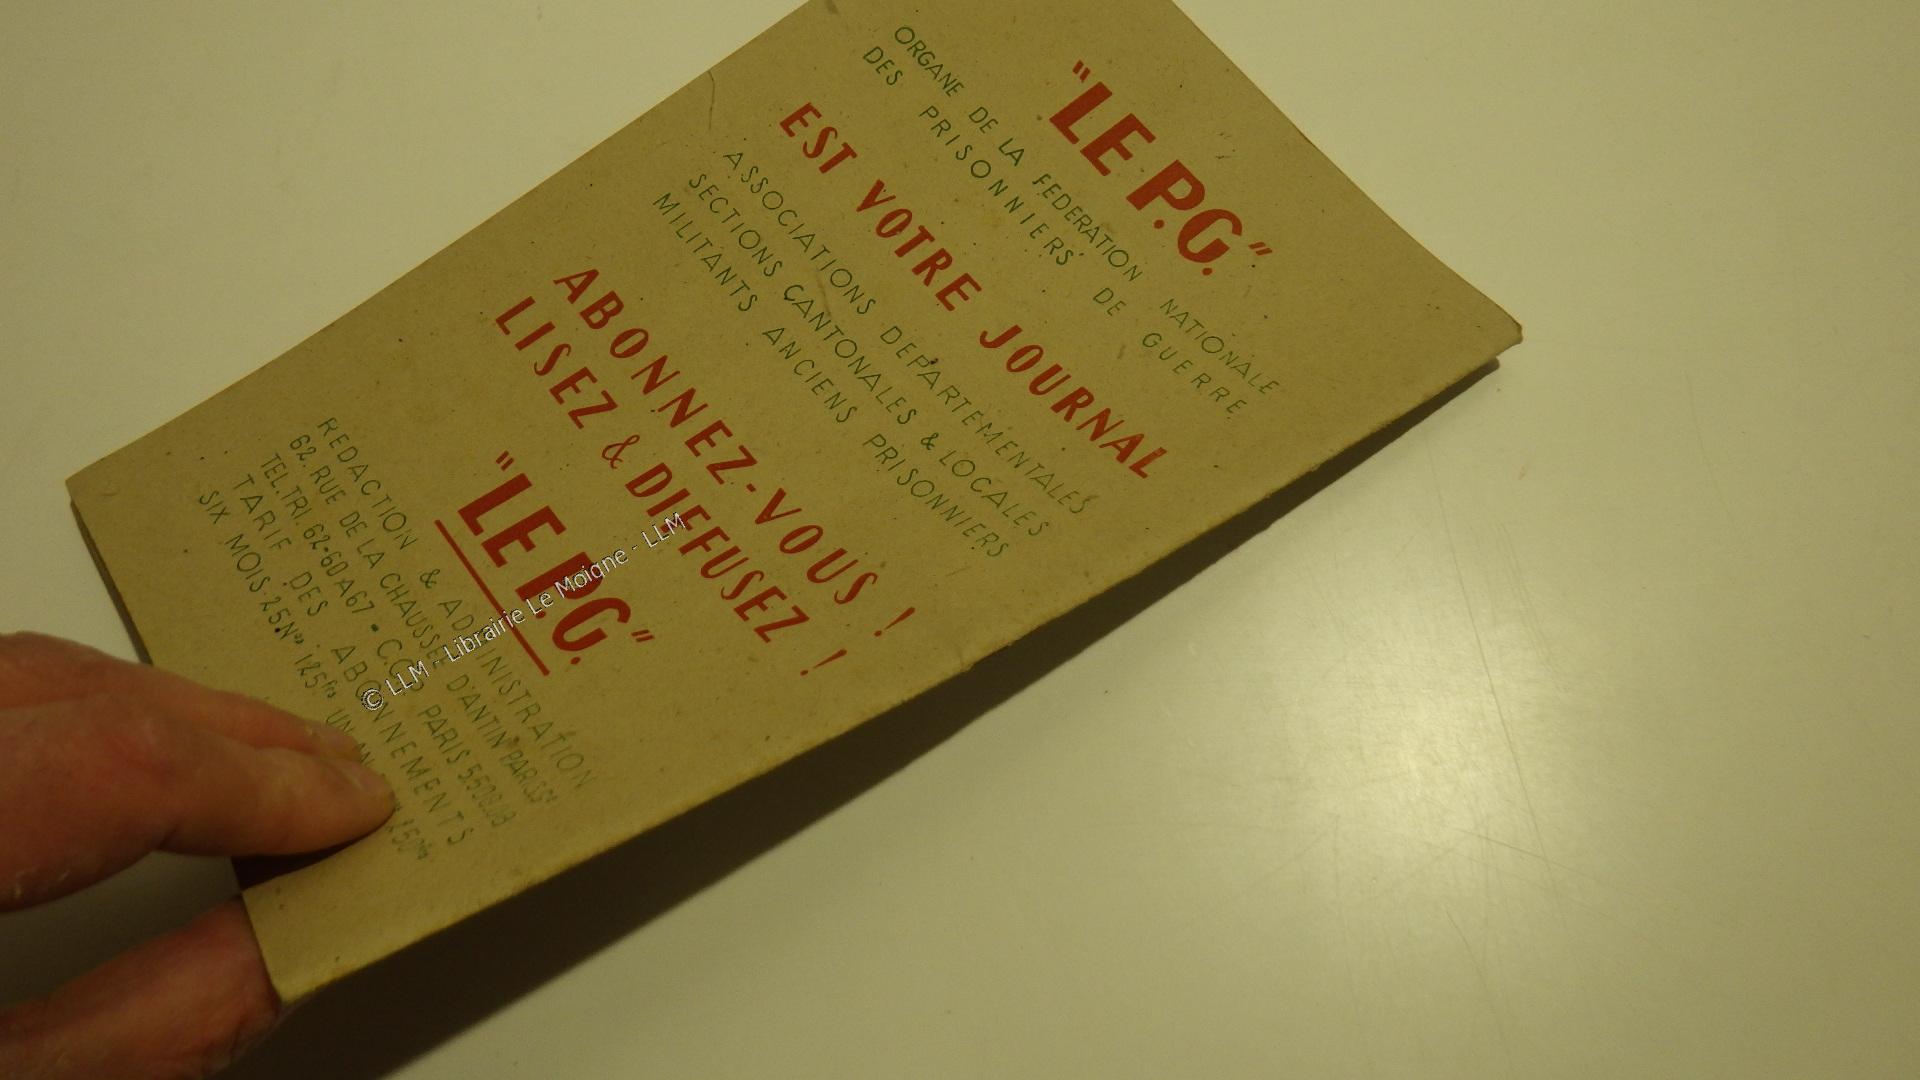 "LE P.G."
ORGANE DE LA FEDERATION NATIONALE
DES PRISONNIERS DE GUERRE
EST VOTRE JOURNAL
ASSOCIATIONS DEPARTEMENTALES
SECTIONS CANTONALES & LOCALES
MILITANTS ANCIENS PRISONNIERS
ABONNEZ-VOUS !
LISEZ & DIFFUSEZ !
"LE P.G."
REDACTION & ADMINISTRATION
62. RUE DE LA CHAUSSEE D'ANTIN PARIS
TEL. TRI. 62-60 A 67 - C.C.P PARIS
TARIF DES ABONNEMENTS
SIX MOIS 25 Nos 125 frs UN AN
© LLM - Librairie Le Moigne - LLM